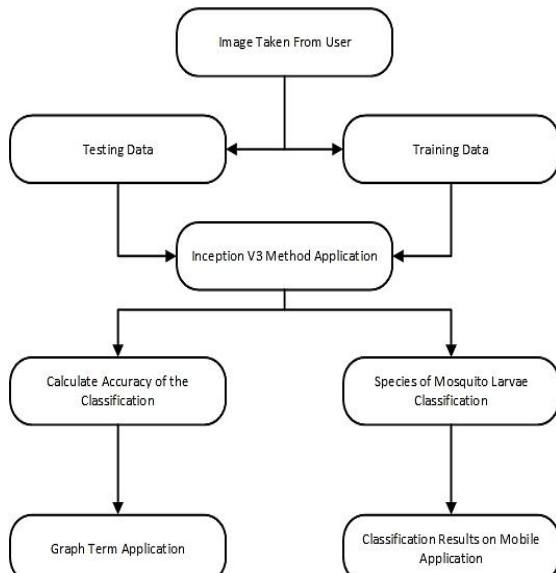 Image Taken From User
Testing Data
Training Data
Inception V3 Method Application
Calculate Accuracy of the
Classification
Species of Mosquito Larvae
Classification
Graph Term Application
Classification Results on Mobile
Application